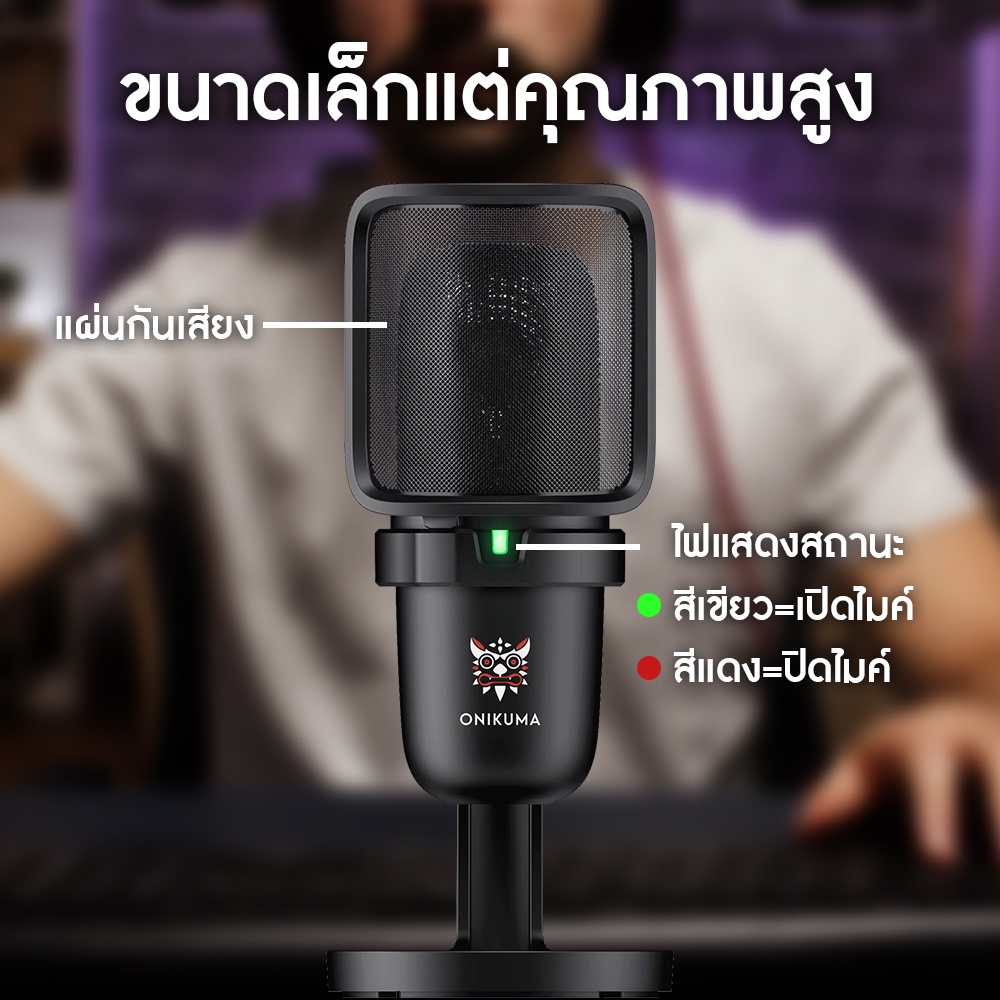 ขนาดเล็กแต่คุณภาพสูง
แผ่นกันเสียง
ไฟแสดงสถานะ
สีเขียว=เปิดไมค์
สีแดง=ปิดไมค์
ONIKUMA